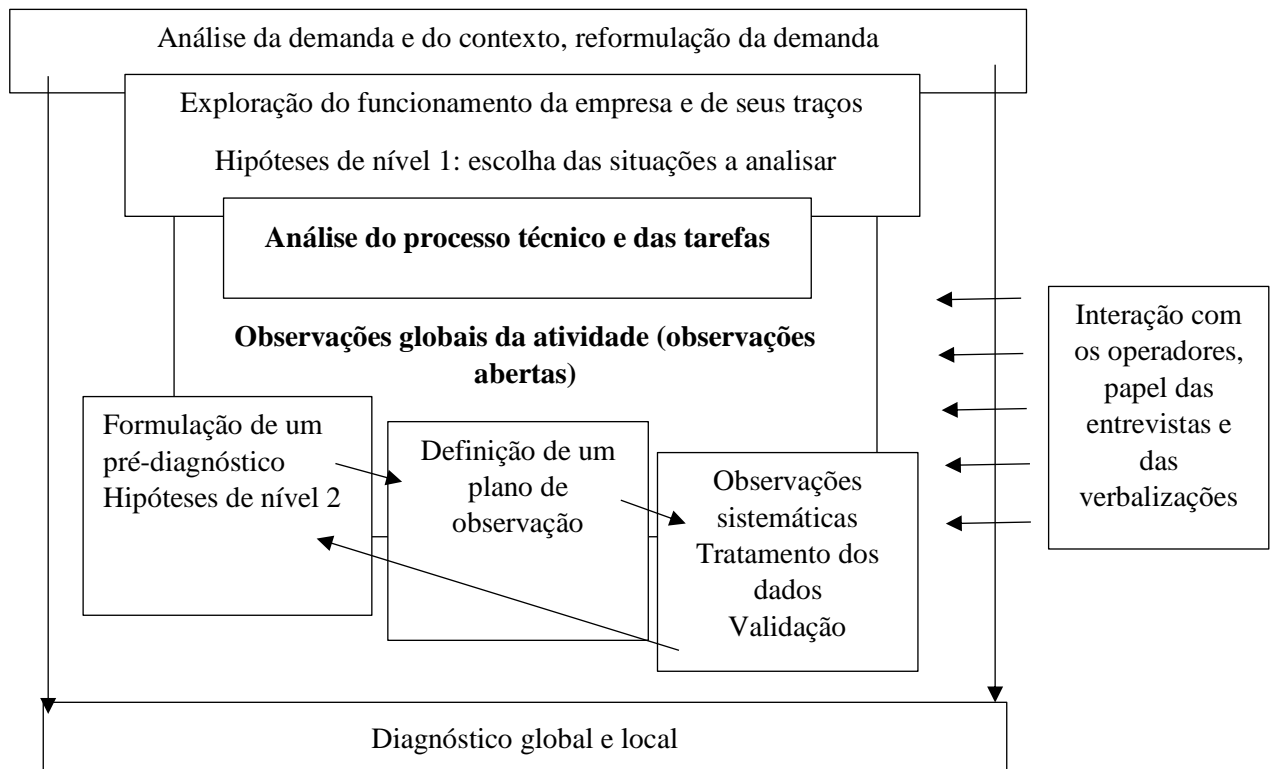 Análise da demanda e do contexto, reformulação da demanda
Exploração do funcionamento da empresa e de seus traços
Hipóteses de nível 1: escolha das situações a analisar
Análise do processo técnico e das tarefas
Observações globais da atividade (observações
abertas)
Formulação de um
pré-diagnóstico
Hipóteses de nível 2
Definição de um
plano de
observação
Observações
sistemáticas
Tratamento dos
dados
Validação
Interação com
os operadores,
papel das
entrevistas e
das
verbalizações
Diagnóstico global e local